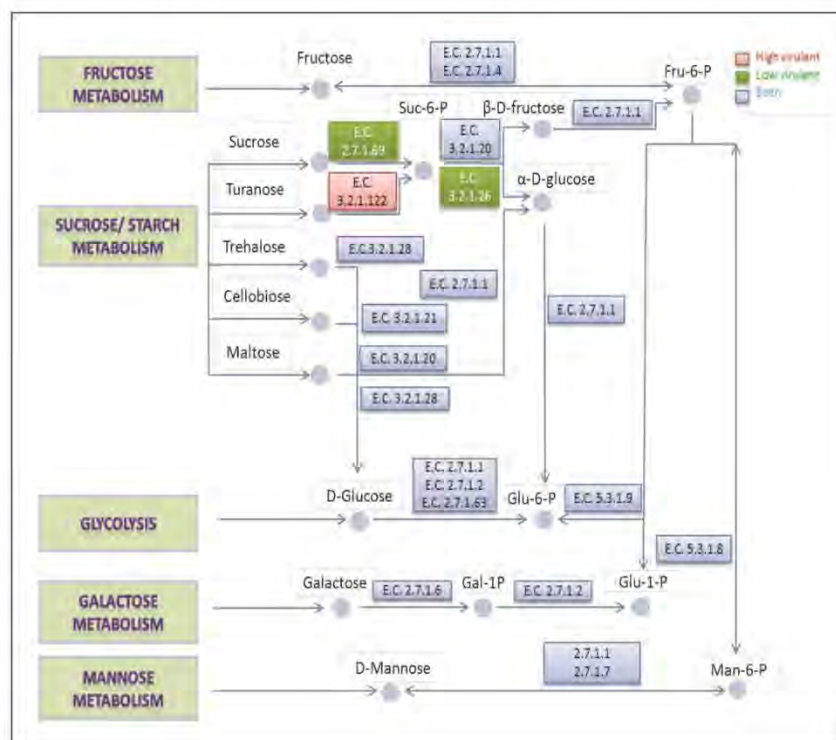 FRUCTOSE
METABOLISM
Fructose
E.C. 2.7.1.1
E.C. 2.7.1.4
Fru-6-P
High virulant
Low virulent
Both
Suc-6-P
β-D-fructose
E.C. 2.7.1.1
Sucrose
E.C.
2.7.1.69
E.C.
3.2.1.20
Turanose
E.C.
3.2.1.122
E.C.
3.2.1.26
α-D-glucose
SUCROSE/ STARCH
METABOLISM
Trehalose
E.C.3.2.1.28
E.C. 2.7.1.1
Cellobiose
E.C. 3.2.1.21
E.C. 2.7.1.1
Maltose
E.C. 3.2.1.20
E.C. 3.2.1.28
GLYCOLYSIS
D-Glucose
E.C. 2.7.1.1
E.C. 2.7.1.2
E.C. 2.7.1.63
Glu-6-P
E.C. 5.3.1.9
E.C. 5.3.1.8
GALACTOSE
METABOLISM
Galactose
E.C. 2.7.1.6
Gal-1P
E.C. 2.7.1.2
Glu-1-P
MANNOSE
METABOLISM
D-Mannose
2.7.1.1
2.7.1.7
Man-6-P